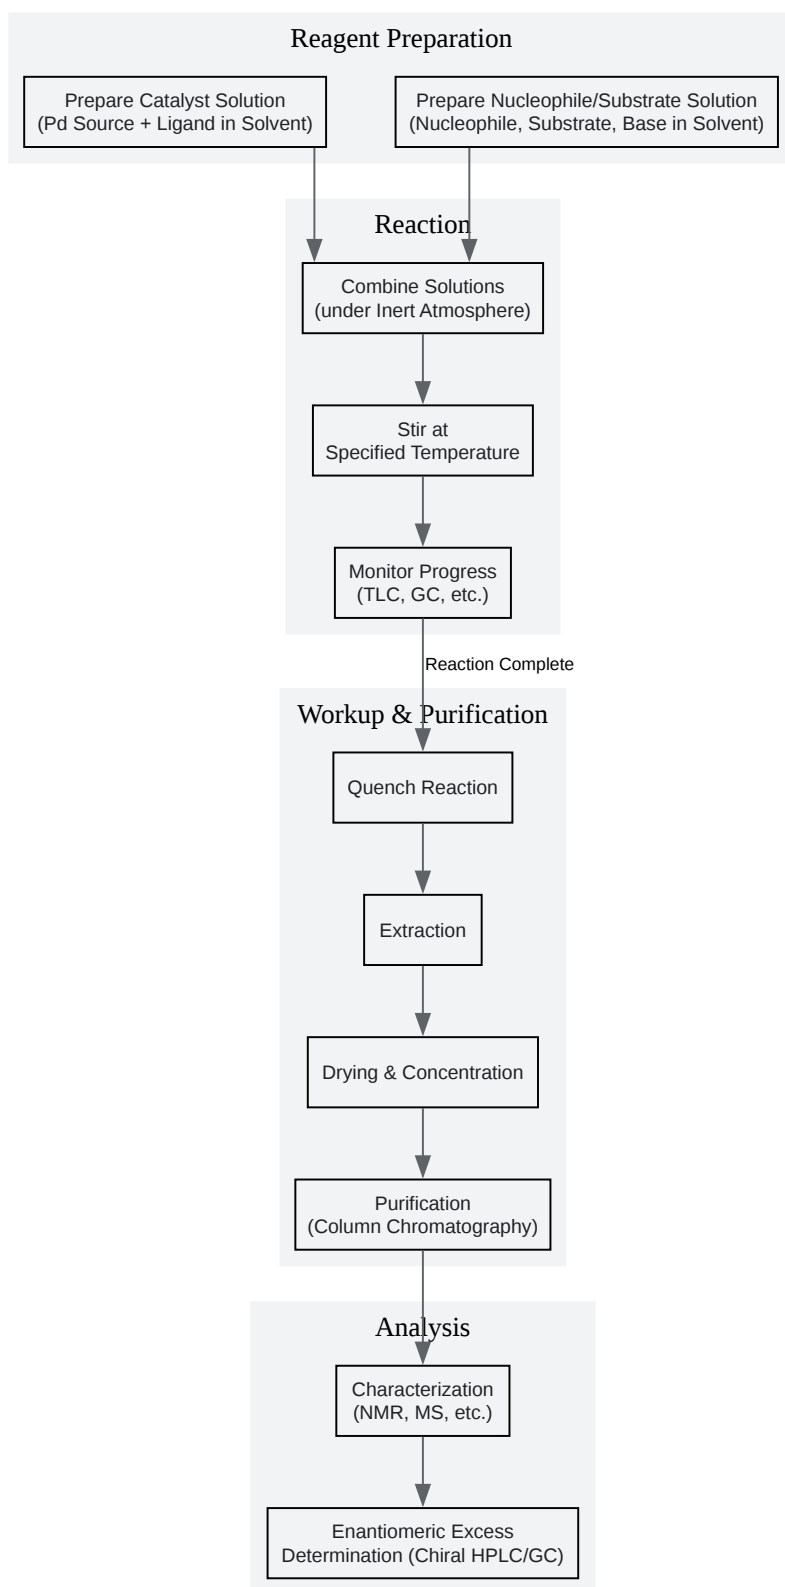 Reagent Preparation
Prepare Catalyst Solution
(Pd Source + Ligand in Solvent)
Prepare Nucleophile/Substrate Solution
(Nucleophile, Substrate, Base in Solvent)
Reaction
Combine Solutions
(under Inert Atmosphere)
Stir at
Specified Temperature
Monitor Progress
(TLC, GC, etc.)
Reaction Complete
Workup & Purification
Quench Reaction
Extraction
Drying & Concentration
Purification
(Column Chromatography)
Analysis
Characterization
(NMR, MS, etc.)
Enantiomeric Excess
Determination (Chiral HPLC/GC)